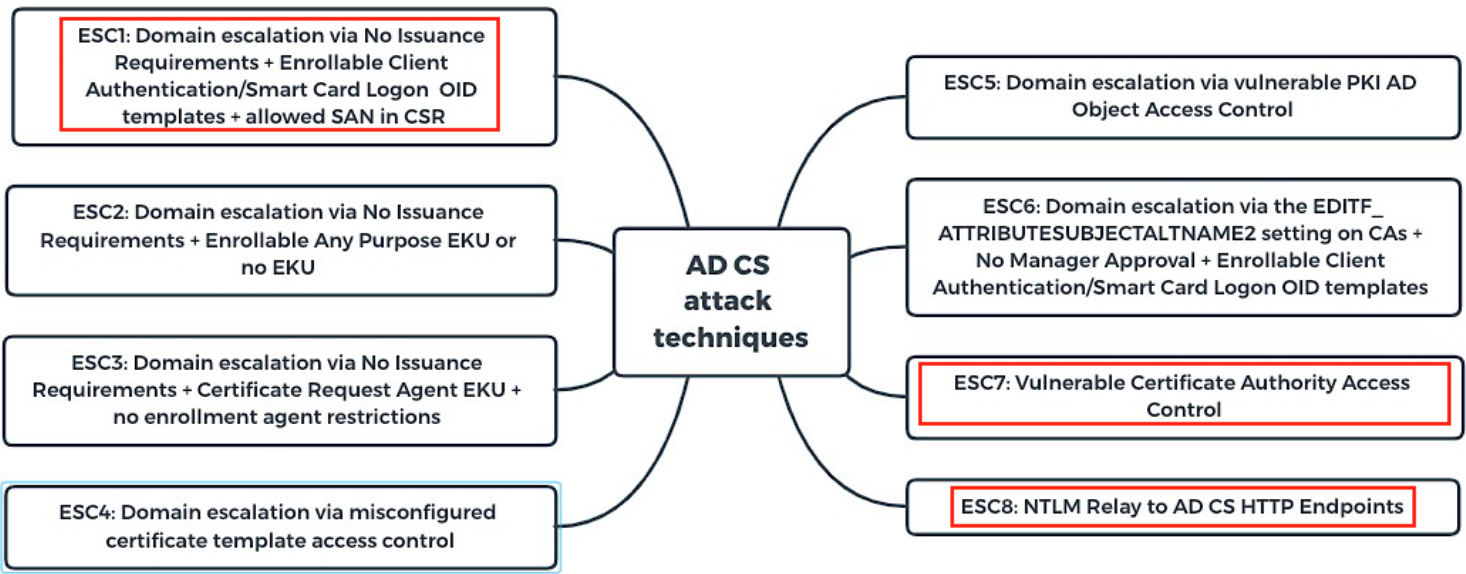 ESC1: Domain escalation via No Issuance
Requirements + Enrollable Client
Authentication/Smart Card Logon OID
templates + allowed SAN in CSR
ESC2: Domain escalation via No Issuance
Requirements + Enrollable Any Purpose EKU or
no EKU
ESC3: Domain escalation via No Issuance
Requirements + Certificate Request Agent EKU +
no enrollment agent restrictions
ESC4: Domain escalation via misconfigured
certificate template access control
AD CS
attack
techniques
ESC5: Domain escalation via vulnerable PKI AD
Object Access Control
ESC6: Domain escalation via the EDITF_
ATTRIBUTESUBJECTALTNAME2 setting on CAs +
No Manager Approval + Enrollable Client
Authentication/Smart Card Logon OID templates
ESC7: Vulnerable Certificate Authority Access
Control
ESC8: NTLM Relay to AD CS HTTP Endpoints